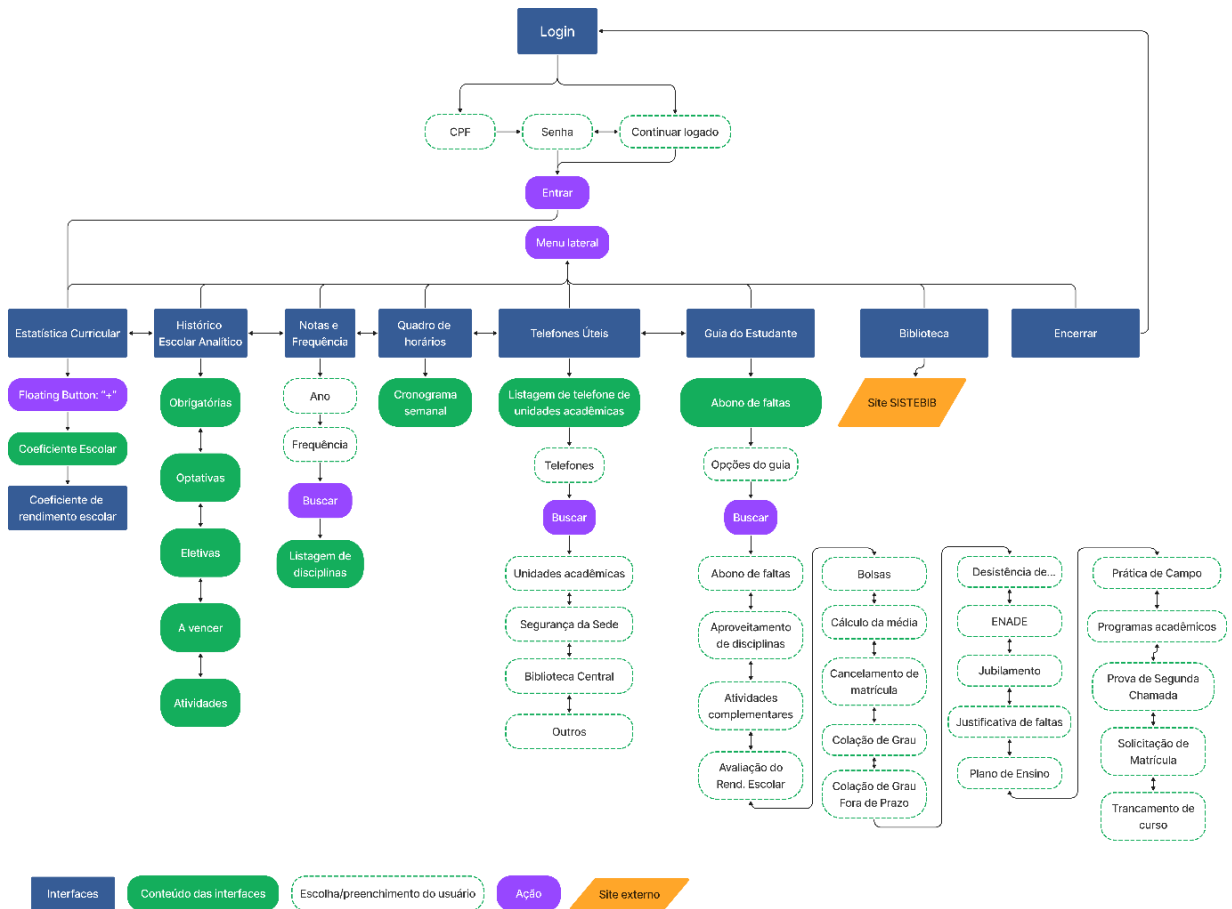 Login
CPF
Senha
Continuar logado
Entrar
Menu lateral
Estatística Curricular
Histórico
Escolar Analítico
Notas e
Frequência
Quadro de
horários
Telefones Úteis
Guia do Estudante
Biblioteca
Encerrar
Floating Button: "+"
Coeficiente Escolar
Coeficiente de
rendimento escolar
Obrigatórias
Optativas
Eletivas
A vencer
Atividades
Ano
Frequência
Buscar
Listagem de
disciplinas
Cronograma
semanal
Listagem de telefone de
unidades acadêmicas
Telefones
Buscar
Unidades acadêmicas
Segurança da Sede
Biblioteca Central
Outros
Abono de faltas
Opções do guia
Buscar
Abono de faltas
Aproveitamento
de disciplinas
Atividades
complementares
Avaliação do
Rend. Escolar
Bolsas
Cálculo da média
Cancelamento de
matrícula
Colação de Grau
Colação de Grau
Fora de Prazo
Desistência de...
ENADE
Jubilamento
Justificativa de faltas
Plano de Ensino
Prática de Campo
Programas acadêmicos
Prova de Segunda
Chamada
Solicitação de
Matrícula
Trancamento de
curso
Site SISTEBIB
Interfaces
Conteúdo das interfaces
Escolha/preenchimento do usuário
Ação
Site externo